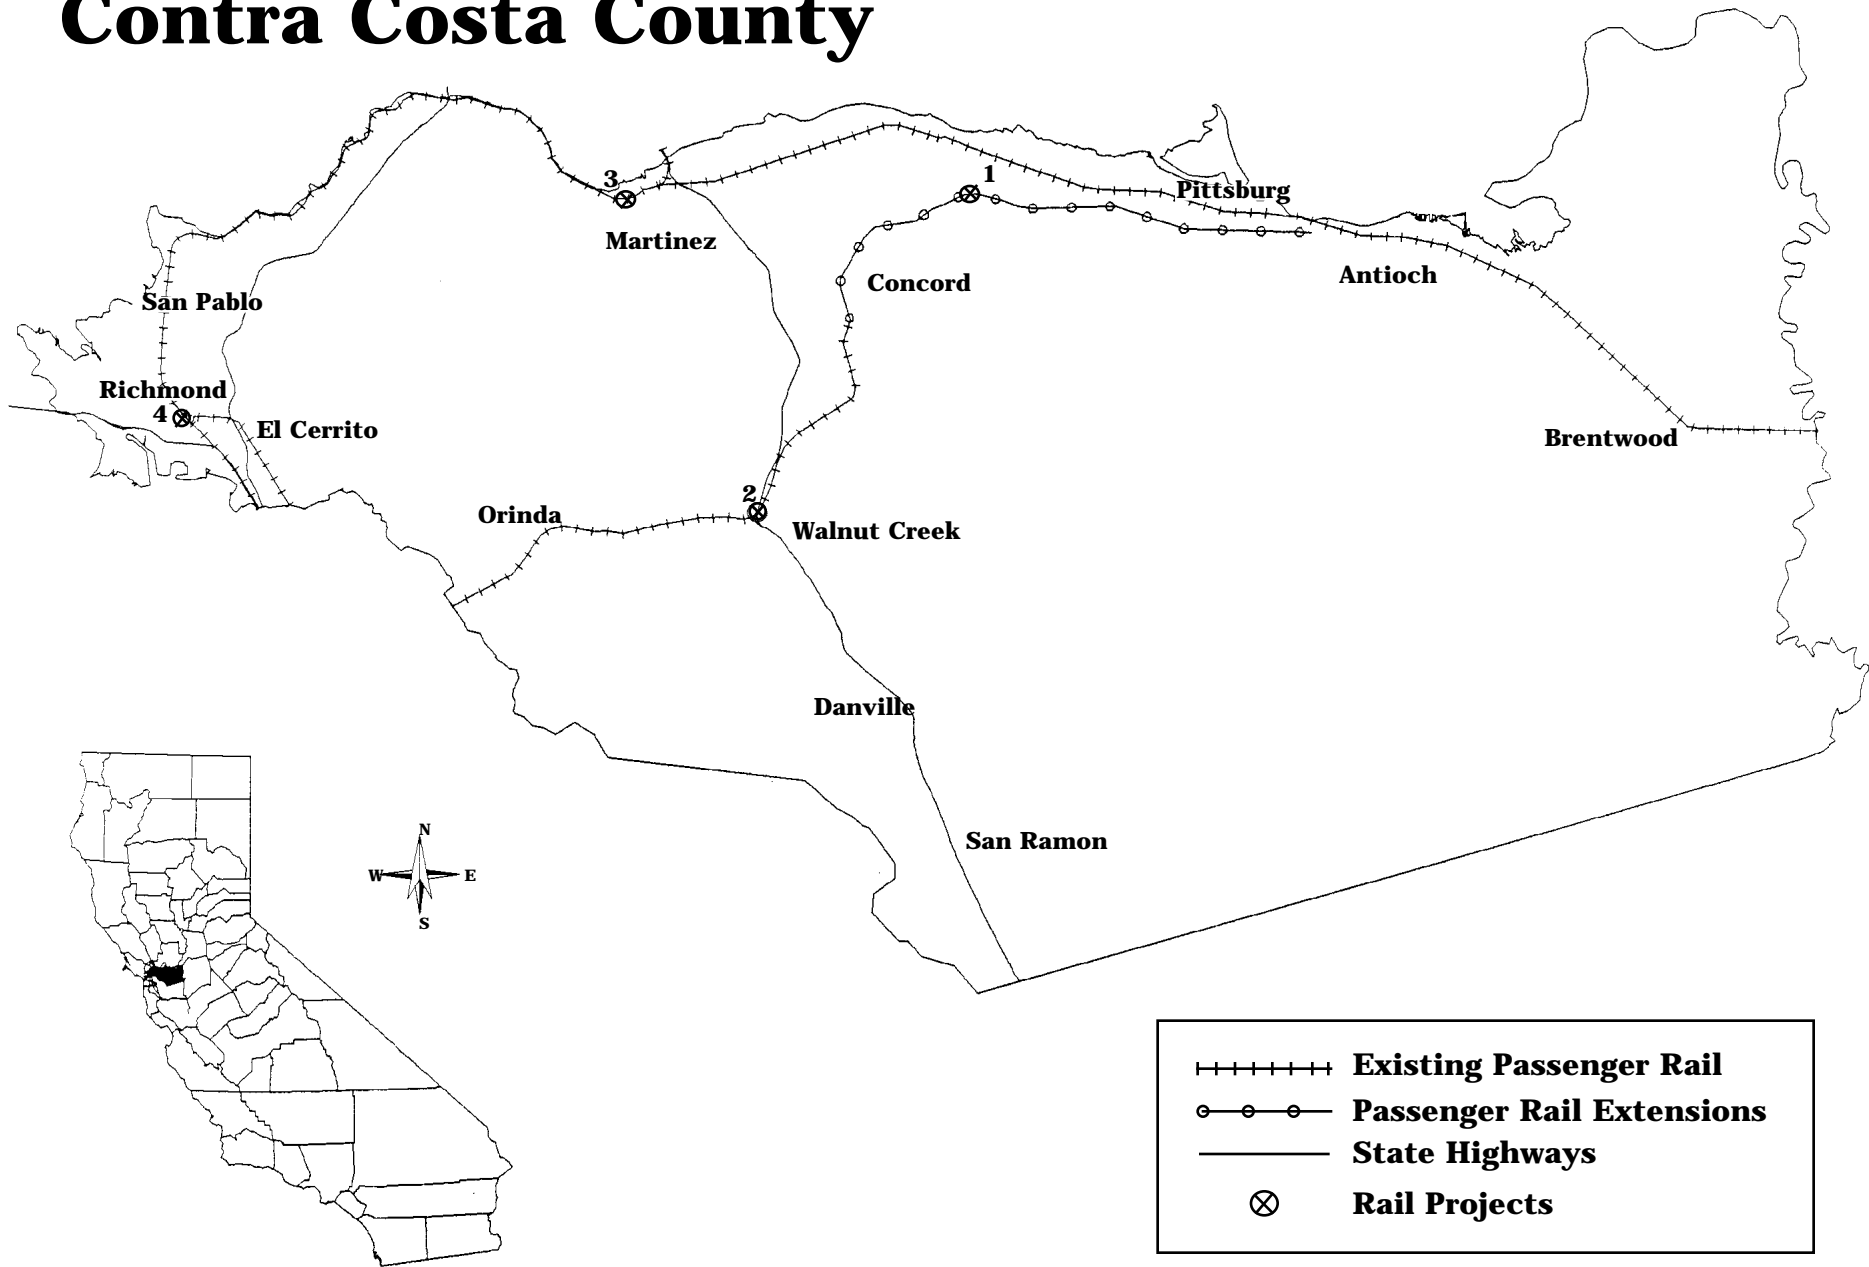 Contra Costa County
1
3
Pittsburg
Martinez
Antioch
Concord
San Pablo
Richmond
4
El Cerrito
Brentwood
2
Orinda
Walnut Creek
Danville
San Ramon
N
W E
S
Existing Passenger Rail
Passenger Rail Extensions
State Highways
Rail Projects